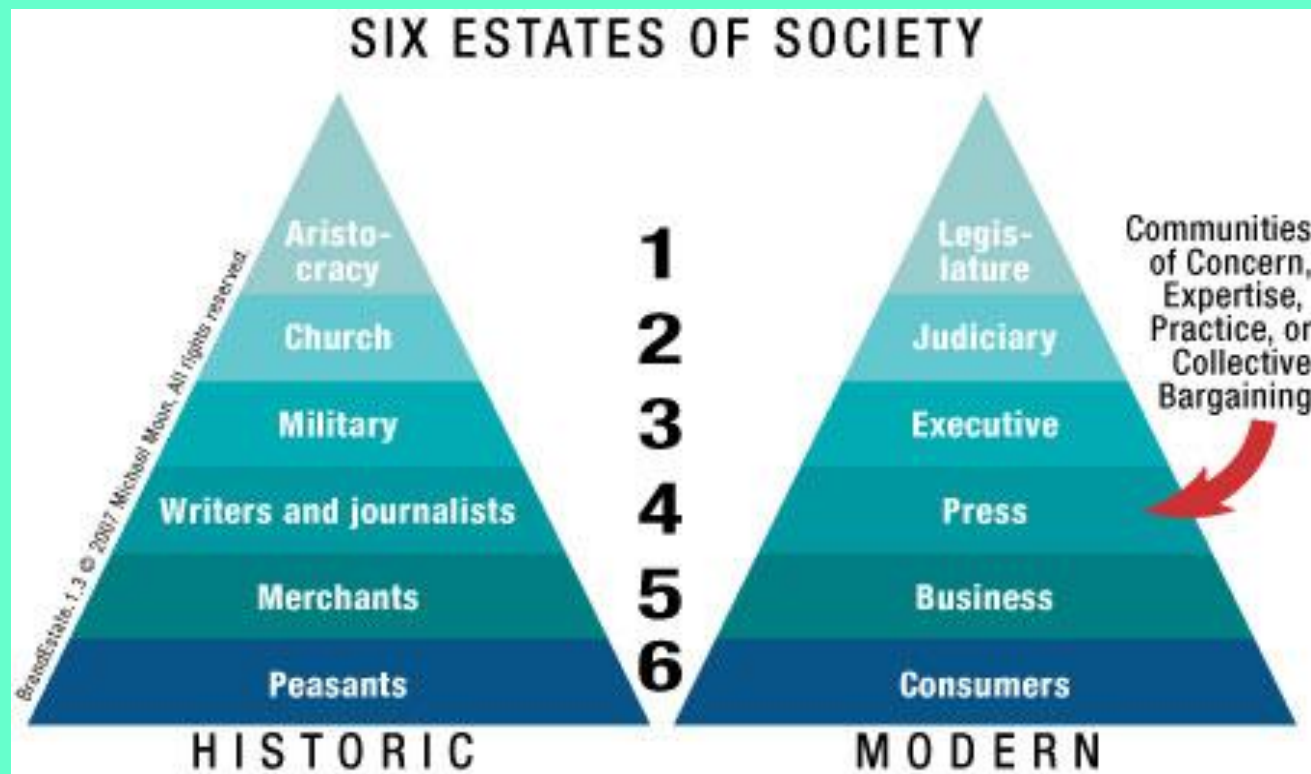 SIX ESTATES OF SOCIETY
Aristo-
cracy
Church
Military
Writers and journalists
Merchants
Peasants
HISTORIC
BrandEstate.1.3 © 2007 Michael Moon. All rights reserved.
1
2
3
4
5
6
Legis-
lature
Judiciary
Executive
Press
Business
Consumers
MODERN
Communities
of Concern,
Expertise,
Practice, or
Collective
Bargaining